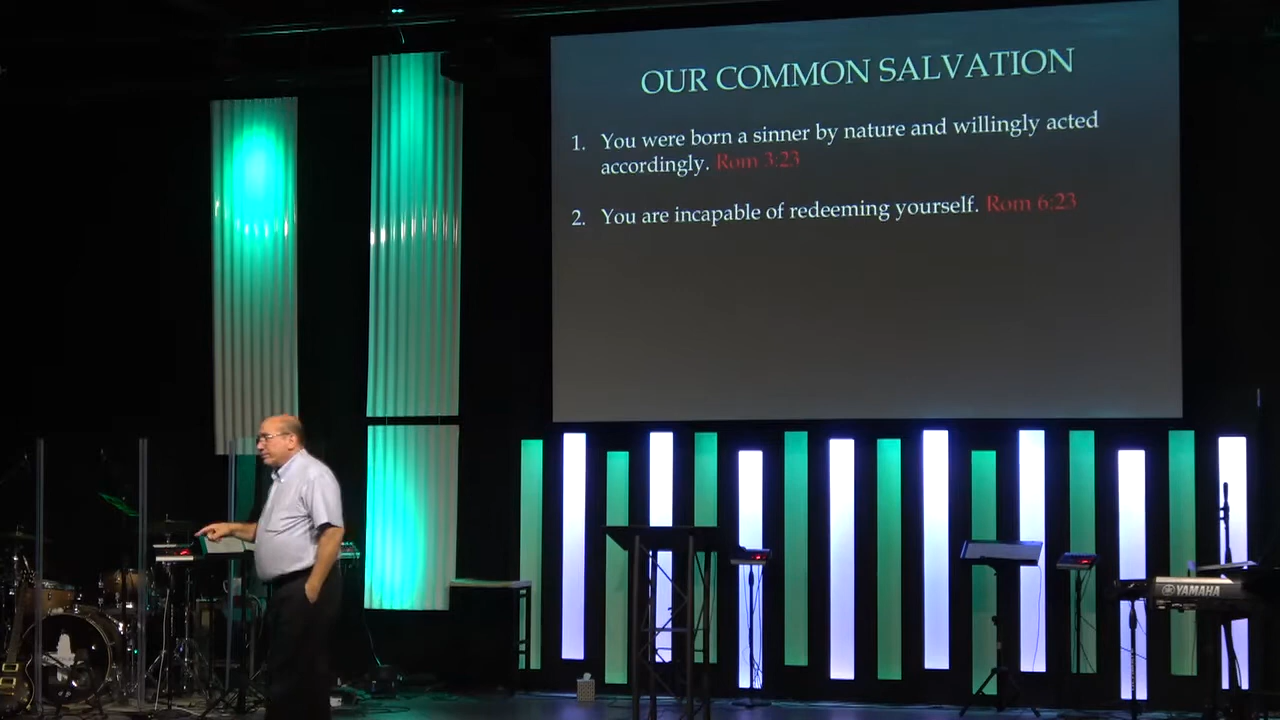 OUR COMMON SALVATION
1. You were born a sinner by nature and willingly acted
accordingly. Rom 3:23
2. You are incapable of redeeming yourself. Rom 6:23
YAMAHA